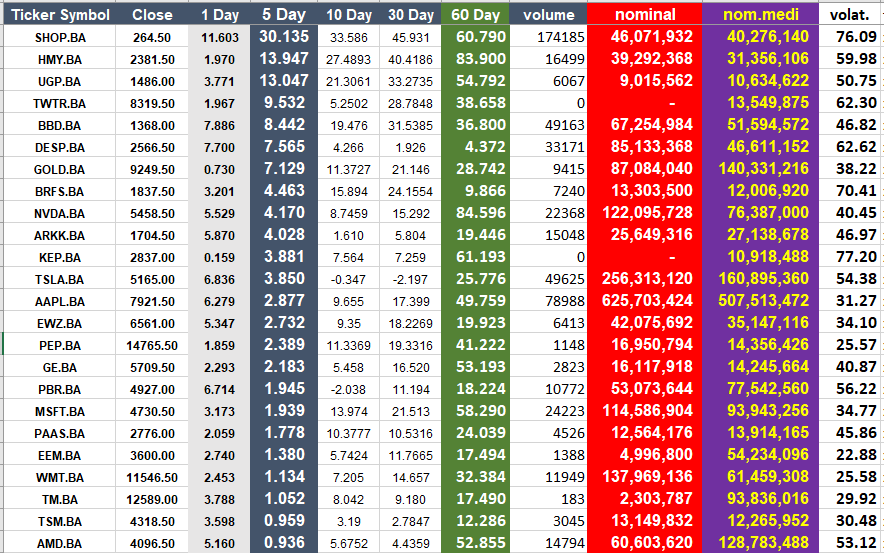 Ticker Symbol Close 1 Day 5 Day 10 Day 30 Day 60 Day volume nominal nom.medi volat.
SHOP.BA 264.50 11.603 30.135 33.586 45.931 60.790 174185 46,071,932 40,276,140 76.09
HMY.BA 2381.50 1.970 13.947 27.4893 40.4186 83.900 16499 39,292,368 31,356,106 59.98
UGP.BA 1486.00 3.771 13.047 21.3061 33.2735 54.792 6067 9,015,562 10,634,622 50.75
TWTR.BA 8319.50 1.967 9.532 5.2502 28.7848 38.658 0 - 13,549,875 62.30
BBD.BA 1368.00 7.886 8.442 19.476 31.5385 36.800 49163 67,254,984 51,594,572 46.82
DESP.BA 2566.50 7.700 7.565 4.266 1.926 4.372 33171 85,133,368 46,611,152 62.62
GOLD.BA 9249.50 0.730 7.129 11.3727 21.146 28.742 9415 87,084,040 140,331,216 38.22
BRFS.BA 1837.50 3.201 4.463 15.894 24.1554 9.866 7240 13,303,500 12,006,920 70.41
NVDA.BA 5458.50 5.529 4.170 8.7459 15.292 84.596 22368 122,095,728 76,387,000 40.45
ARKK.BA 1704.50 5.870 4.028 1.610 5.804 19.446 15048 25,649,316 27,138,678 46.97
KEP.BA 2837.00 0.159 3.881 7.564 7.259 61.193 0 - 10,918,488 77.20
TSLA.BA 5165.00 6.836 3.850 -0.347 -2.197 25.776 49625 256,313,120 160,895,360 54.38
AAPL.BA 7921.50 6.279 2.877 9.655 17.399 49.759 78988 625,703,424 507,513,472 31.27
EWZ.BA 6561.00 5.347 2.732 9.35 18.2269 19.923 6413 42,075,692 35,147,116 34.10
PEP.BA 14765.50 1.859 2.389 11.3369 19.3316 41.222 1148 16,950,794 14,356,426 25.57
GE.BA 5709.50 2.293 2.183 5.458 16.520 53.193 2823 16,117,918 14,245,664 40.87
PBR.BA 4927.00 6.714 1.945 -2.038 11.194 18.224 10772 53,073,644 77,542,560 56.22
MSFT.BA 4730.50 3.173 1.939 13.974 21.513 58.290 24223 114,586,904 93,943,256 34.77
PAAS.BA 2776.00 2.059 1.778 10.3777 10.5316 24.039 4526 12,564,176 13,914,165 45.86
EEM.BA 3600.00 2.740 1.380 5.7424 11.7665 17.494 1388 4,996,800 54,234,096 22.88
WMT.BA 11546.50 2.453 1.134 7.205 14.657 32.384 11949 137,969,136 61,459,308 25.58
TM.BA 12589.00 3.788 1.052 8.042 9.180 17.490 183 2,303,787 93,836,016 29.92
TSM.BA 4318.50 3.598 0.959 3.19 2.7847 12.286 3045 13,149,832 12,265,952 30.48
AMD.BA 4096.50 5.160 0.936 5.6752 4.4359 52.855 14794 60,603,620 128,783,488 53.12